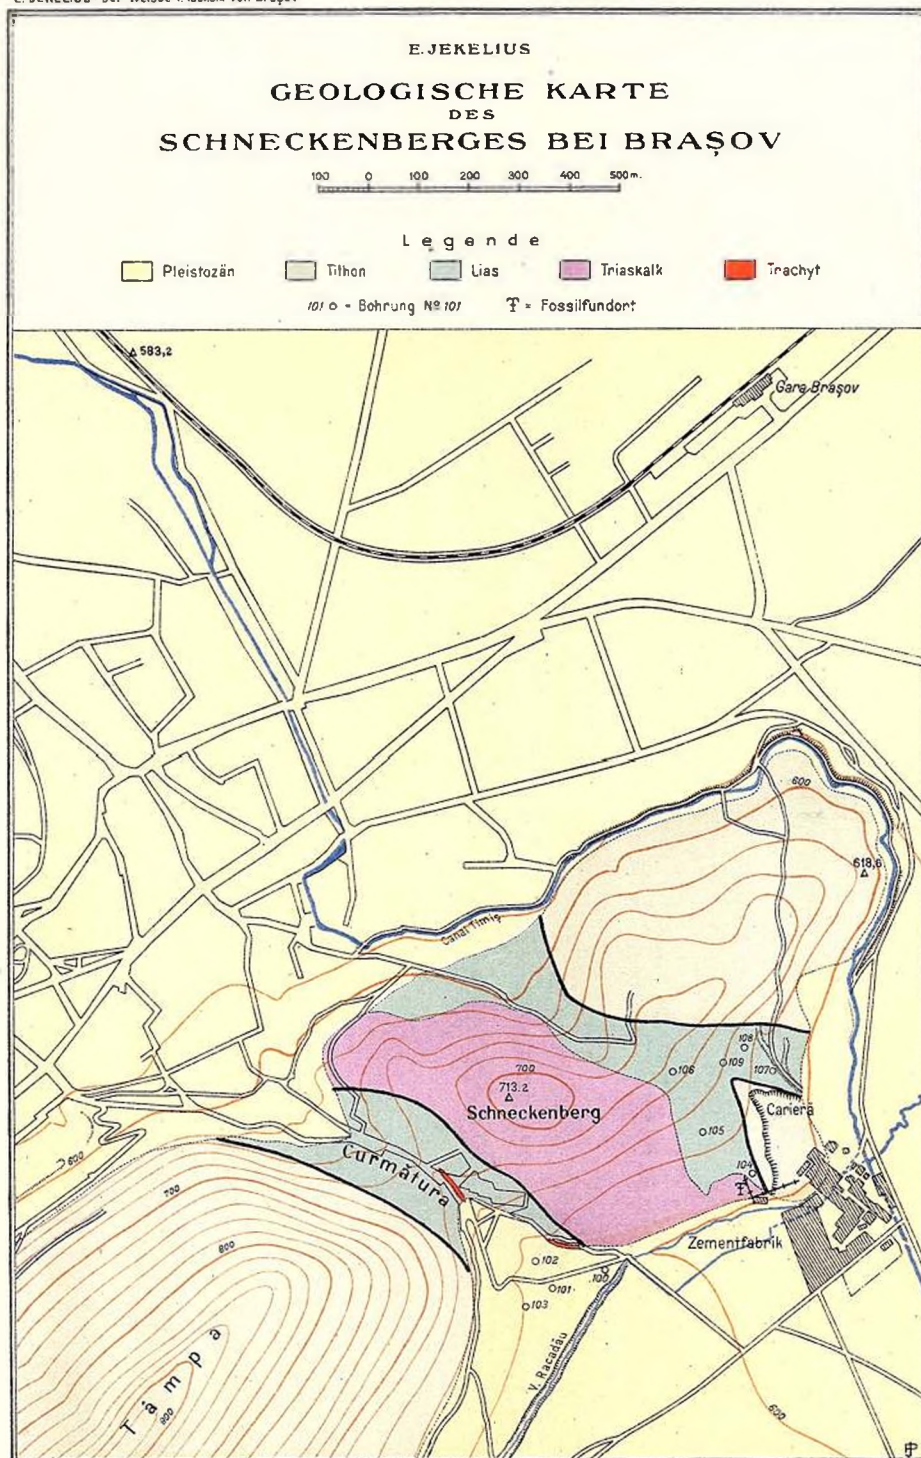 E. JEKELIUS
GEOLOGISCHE KARTE
DES
SCHNECKENBERGES BEI BRAŞOV
100 0 100 200 300 400 500 m.
Legende
Pleistozän Tithon Lias Triaskalk Trachyt
101 o = Bohrung No 101 = Fossilfundort
583,2
Gara Braşov
600
618,6
Canal Timiş
108
700
106
109
107
713.2
Schneckenberg
Carieră
105
Curmătura
600
104
700
800
Zementfabrik
102
100
101
103
V. Racadău
Tâmpa
900
600